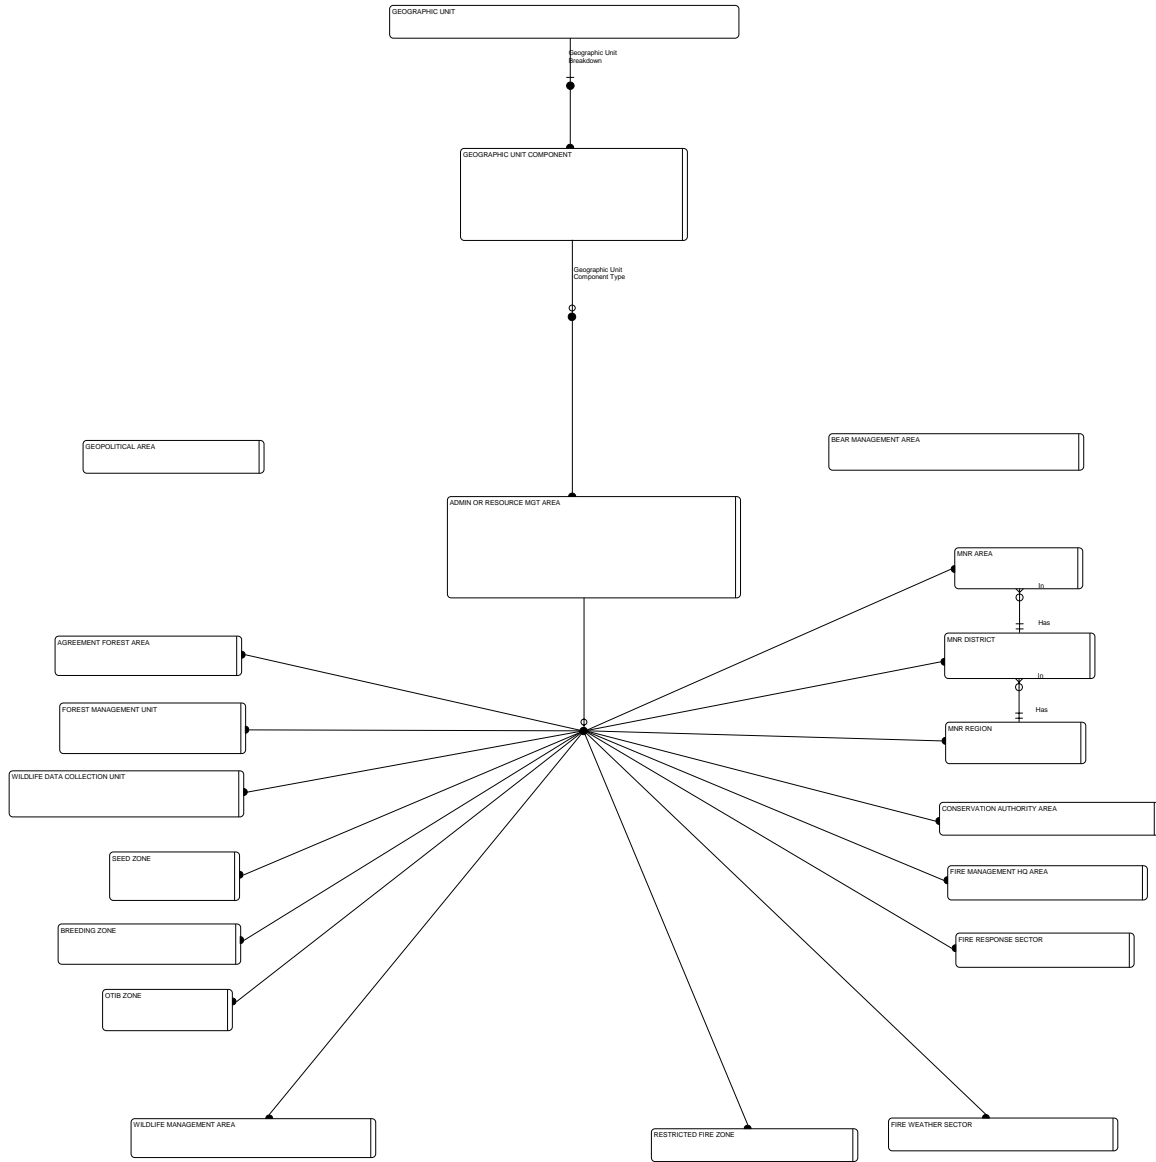 GEOGRAPHIC UNIT
Geographic Unit
Breakdown
GEOGRAPHIC UNIT COMPONENT
Geographic Unit
Component Type
GEOPOLITICAL AREA
BEAR MANAGEMENT AREA
ADMIN OR RESOURCE MGT AREA
MNR AREA
In
Has
AGREEMENT FOREST AREA
MNR DISTRICT
In
Has
FOREST MANAGEMENT UNIT
MNR REGION
WILDLIFE DATA COLLECTION UNIT
CONSERVATION AUTHORITY AREA
SEED ZONE
FIRE MANAGEMENT HQ AREA
BREEDING ZONE
FIRE RESPONSE SECTOR
OTIB ZONE
WILDLIFE MANAGEMENT AREA
RESTRICTED FIRE ZONE
FIRE WEATHER SECTOR